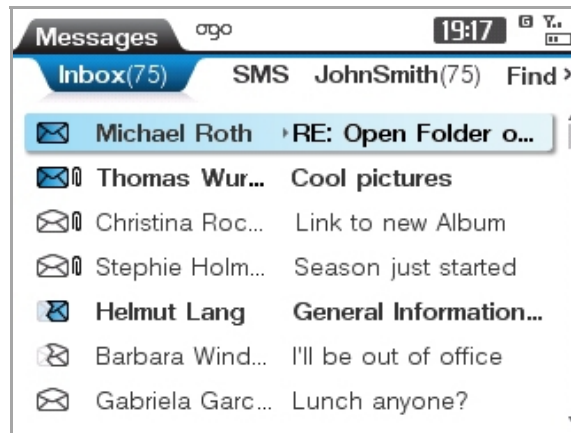 Messages ogo 19:17 G
Inbox(75) SMS JohnSmith(75) Find
Michael Roth RE: Open Folder o...
Thomas Wur... Cool pictures
Christina Roc... Link to new Album
Stephie Holm... Season just started
Helmut Lang General Information...
Barbara Wind... I'll be out of office
Gabriela Garc... Lunch anyone?